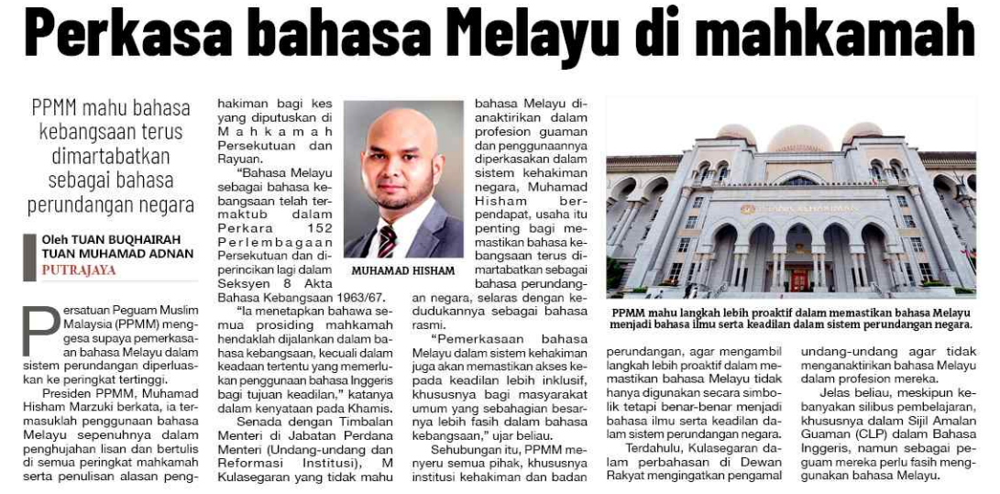 Perkasa bahasa Melayu di mahkamah
PPMM mahu bahasa
kebangsaan terus
dimartabatkan
sebagai bahasa
perundangan negara
Oleh TUAN BUQHAIRAH
TUAN MUHAMAD ADNAN
PUTRAJAYA
Persatuan Peguam Muslim
Malaysia (PPMM) meng-
gesa supaya pemerkasa-
an bahasa Melayu dalam
sistem perundangan diperluas-
kan ke peringkat tertinggi.
Presiden PPMM, Muhamad
Hisham Marzuki berkata, ia ter-
masuklah penggunaan bahasa
Melayu sepenuhnya dalam
penghujahan lisan dan bertulis
di semua peringkat mahkamah
serta penulisan alasan peng-
hakiman bagi kes
yang diputuskan di
Mahkamah
Persekutuan dan
Rayuan.
“Bahasa Melayu
sebagai bahasa ke-
bangsaan telah ter-
maktub dalam
Perkara 152
Perlembagaan
Persekutuan dan di-
perincikan lagi dalam
Seksyen 8 Akta
Bahasa Kebangsaan 1963/67.
“Ia menetapkan bahawa se-
mua prosiding mahkamah
hendaklah dijalankan dalam ba-
hasa kebangsaan, kecuali dalam
keadaan tertentu yang memerlu-
kan penggunaan bahasa Inggeris
bagi tujuan keadilan,” katanya
dalam kenyataan pada Khamis.
Senada dengan Timbalan
Menteri di Jabatan Perdana
Menteri (Undang-undang dan
Reformasi Institusi), M
Kulasegaran yang tidak mahu
MUHAMAD HISHAM
bahasa Melayu di-
anaktirikan dalam
profesion guaman
dan penggunaannya
diperkasakan dalam
sistem kehakiman
negara, Muhamad
Hisham ber-
pendapat, usaha itu
penting bagi me-
mastikan bahasa ke-
bangsaan terus di-
martabatkan sebagai
bahasa perundang-
an negara, selaras dengan ke-
dudukannya sebagai bahasa
rasmi.
“Pemerkasaan bahasa
Melayu dalam sistem kehakiman
juga akan memastikan akses ke-
pada keadilan lebih inklusif,
khususnya bagi masyarakat
umum yang sebahagian besar-
nya lebih fasih dalam bahasa
kebangsaan,” ujar beliau.
Sehubungan itu, PPMM me-
nyeru semua pihak, khususnya
institusi kehakiman dan badan
PPMM mahu langkah lebih proaktif dalam memastikan bahasa Melayu
menjadi bahasa ilmu serta keadilan dalam sistem perundangan negara.
perundangan, agar mengambil
langkah lebih proaktif dalam me-
mastikan bahasa Melayu tidak
hanya digunakan secara simbo-
lik tetapi benar-benar menjadi
bahasa ilmu serta keadilan da-
lam sistem perundangan negara.
Terdahulu, Kulasegaran da-
lam perbahasan di Dewan
Rakyat mengingatkan pengamal
undang-undang agar tidak
menganaktirikan bahasa Melayu
dalam profesion mereka.
Jelas beliau, meskipun ke-
banyakan silibus pembelajaran,
khususnya dalam Sijil Amalan
Guaman (CLP) dalam Bahasa
Inggeris, namun sebagai pe-
guam mereka perlu fasih meng-
gunakan bahasa Melayu.